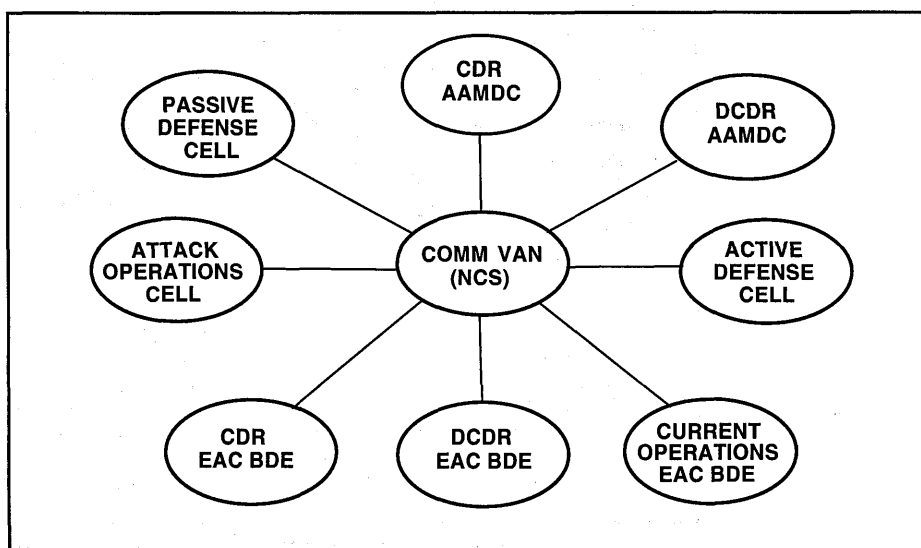 CDR
AAMDC
PASSIVE
DEFENSE
CELL
DCDR
AAMDC
ATTACK
OPERATIONS
CELL
COMM VAN
(NCS)
ACTIVE
DEFENSE
CELL
CDR
EAC BDE
DCDR
EAC BDE
CURRENT
OPERATIONS
EAC BDE